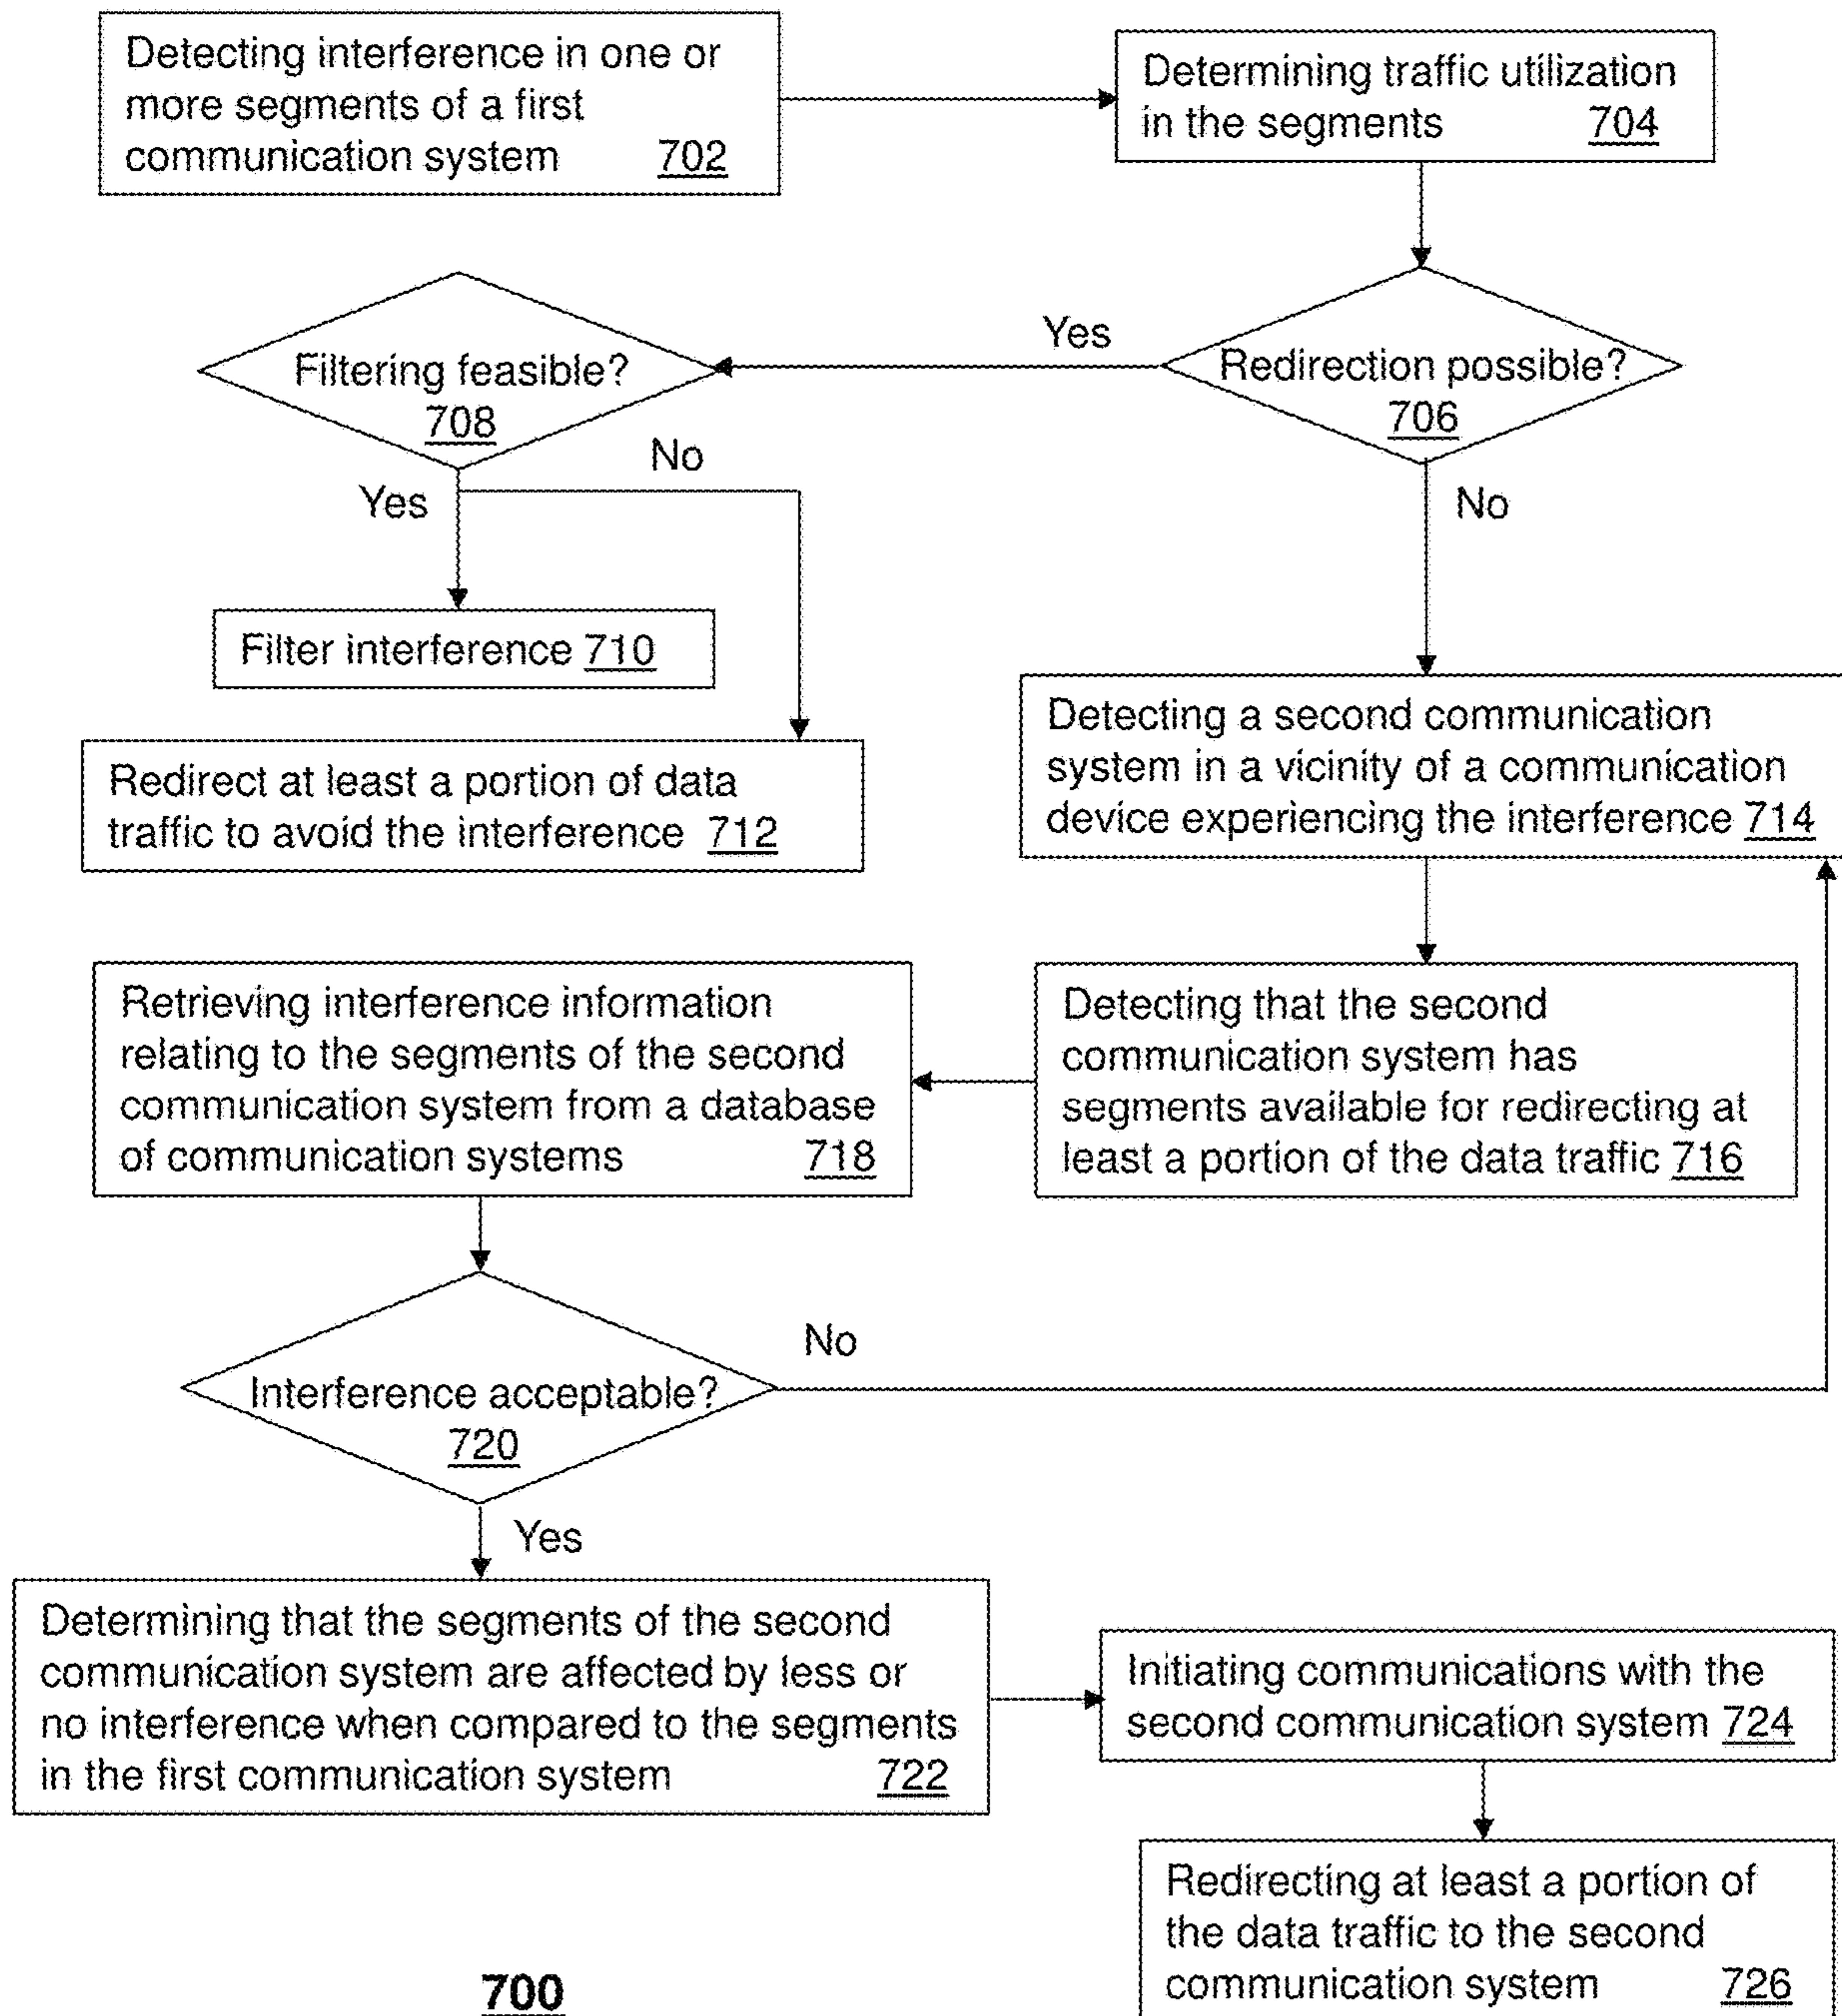 Detecting interference in one or
more segments of a first
communication system 702
Determining traffic utilization
in the segments 704
Redirection possible?
706
Yes
No
Filtering feasible?
708
Yes
No
Filter interference 710
Redirect at least a portion of data
traffic to avoid the interference 712
Detecting a second communication
system in a vicinity of a communication
device experiencing the interference 714
Detecting that the second
communication system has
segments available for redirecting at
least a portion of the data traffic 716
Retrieving interference information
relating to the segments of the second
communication system from a database
of communication systems 718
Interference acceptable?
720
No
Yes
Determining that the segments of the second
communication system are affected by less or
no interference when compared to the segments
in the first communication system 722
Initiating communications with the
second communication system 724
Redirecting at least a portion of
the data traffic to the second
communication system 726
700